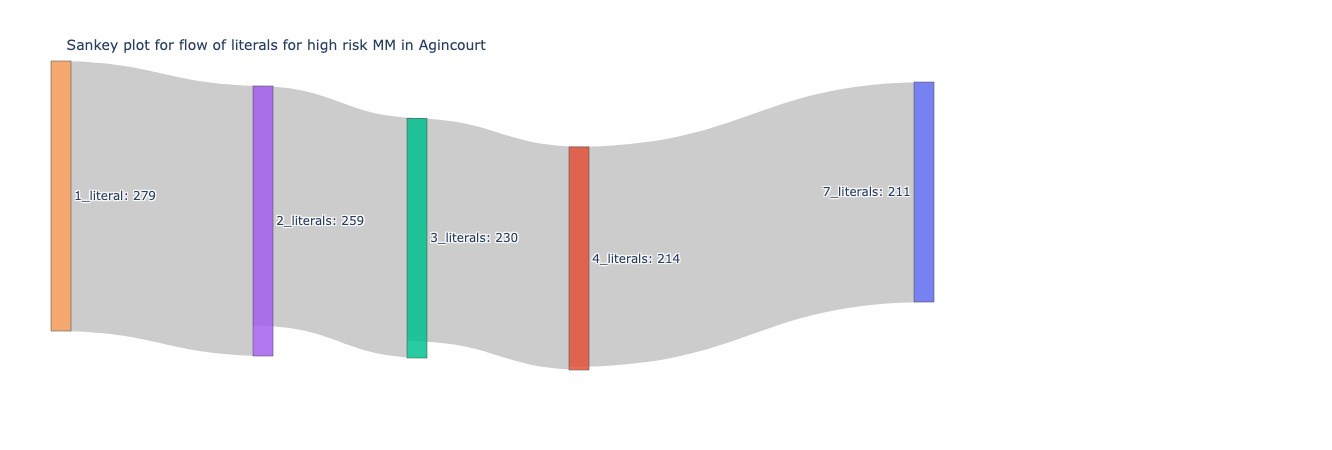 Sankey plot for flow of literals for high risk MM in Agincourt
1_literal: 279
2_literals: 259
3_literals: 230
4_literals: 214
7_literals: 211